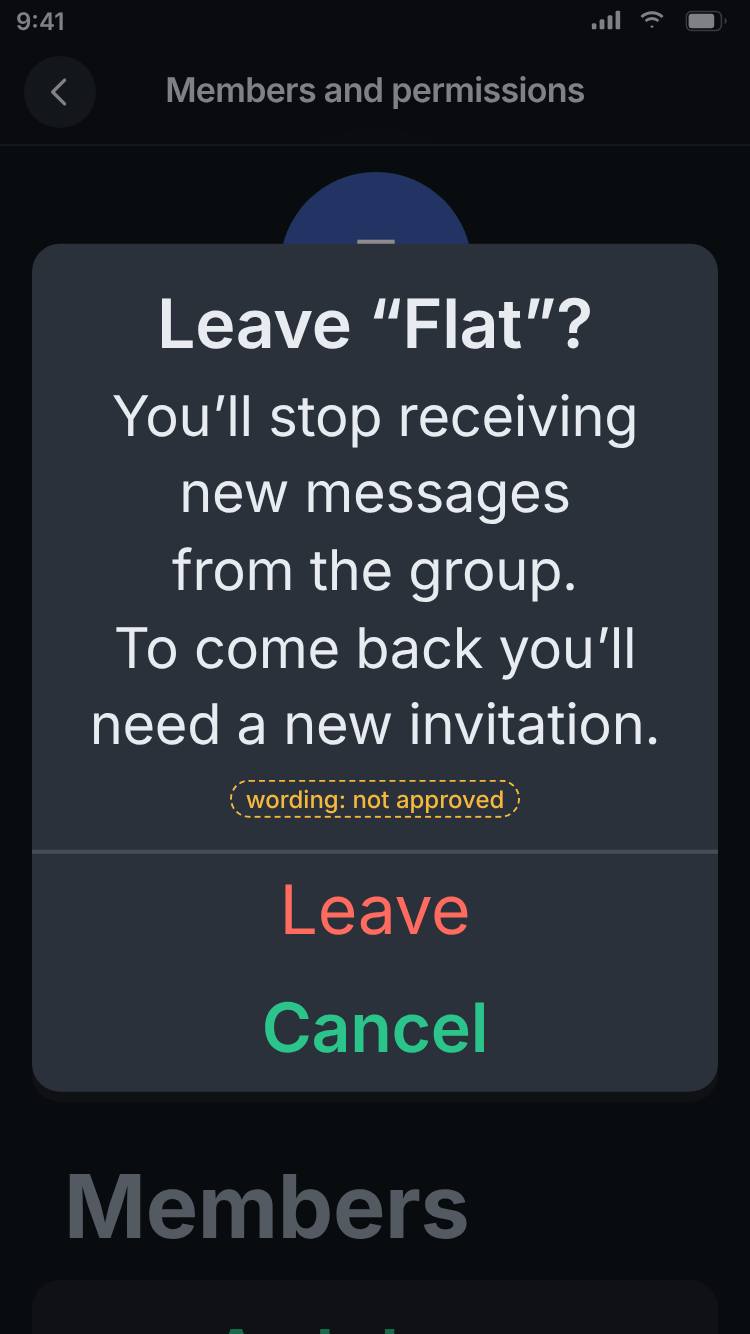 9:41
Members and permissions
Leave “Flat”?
You’ll stop receiving
new messages
from the group.
To come back you’ll
need a new invitation.
wording: not approved
Leave
Cancel
Members